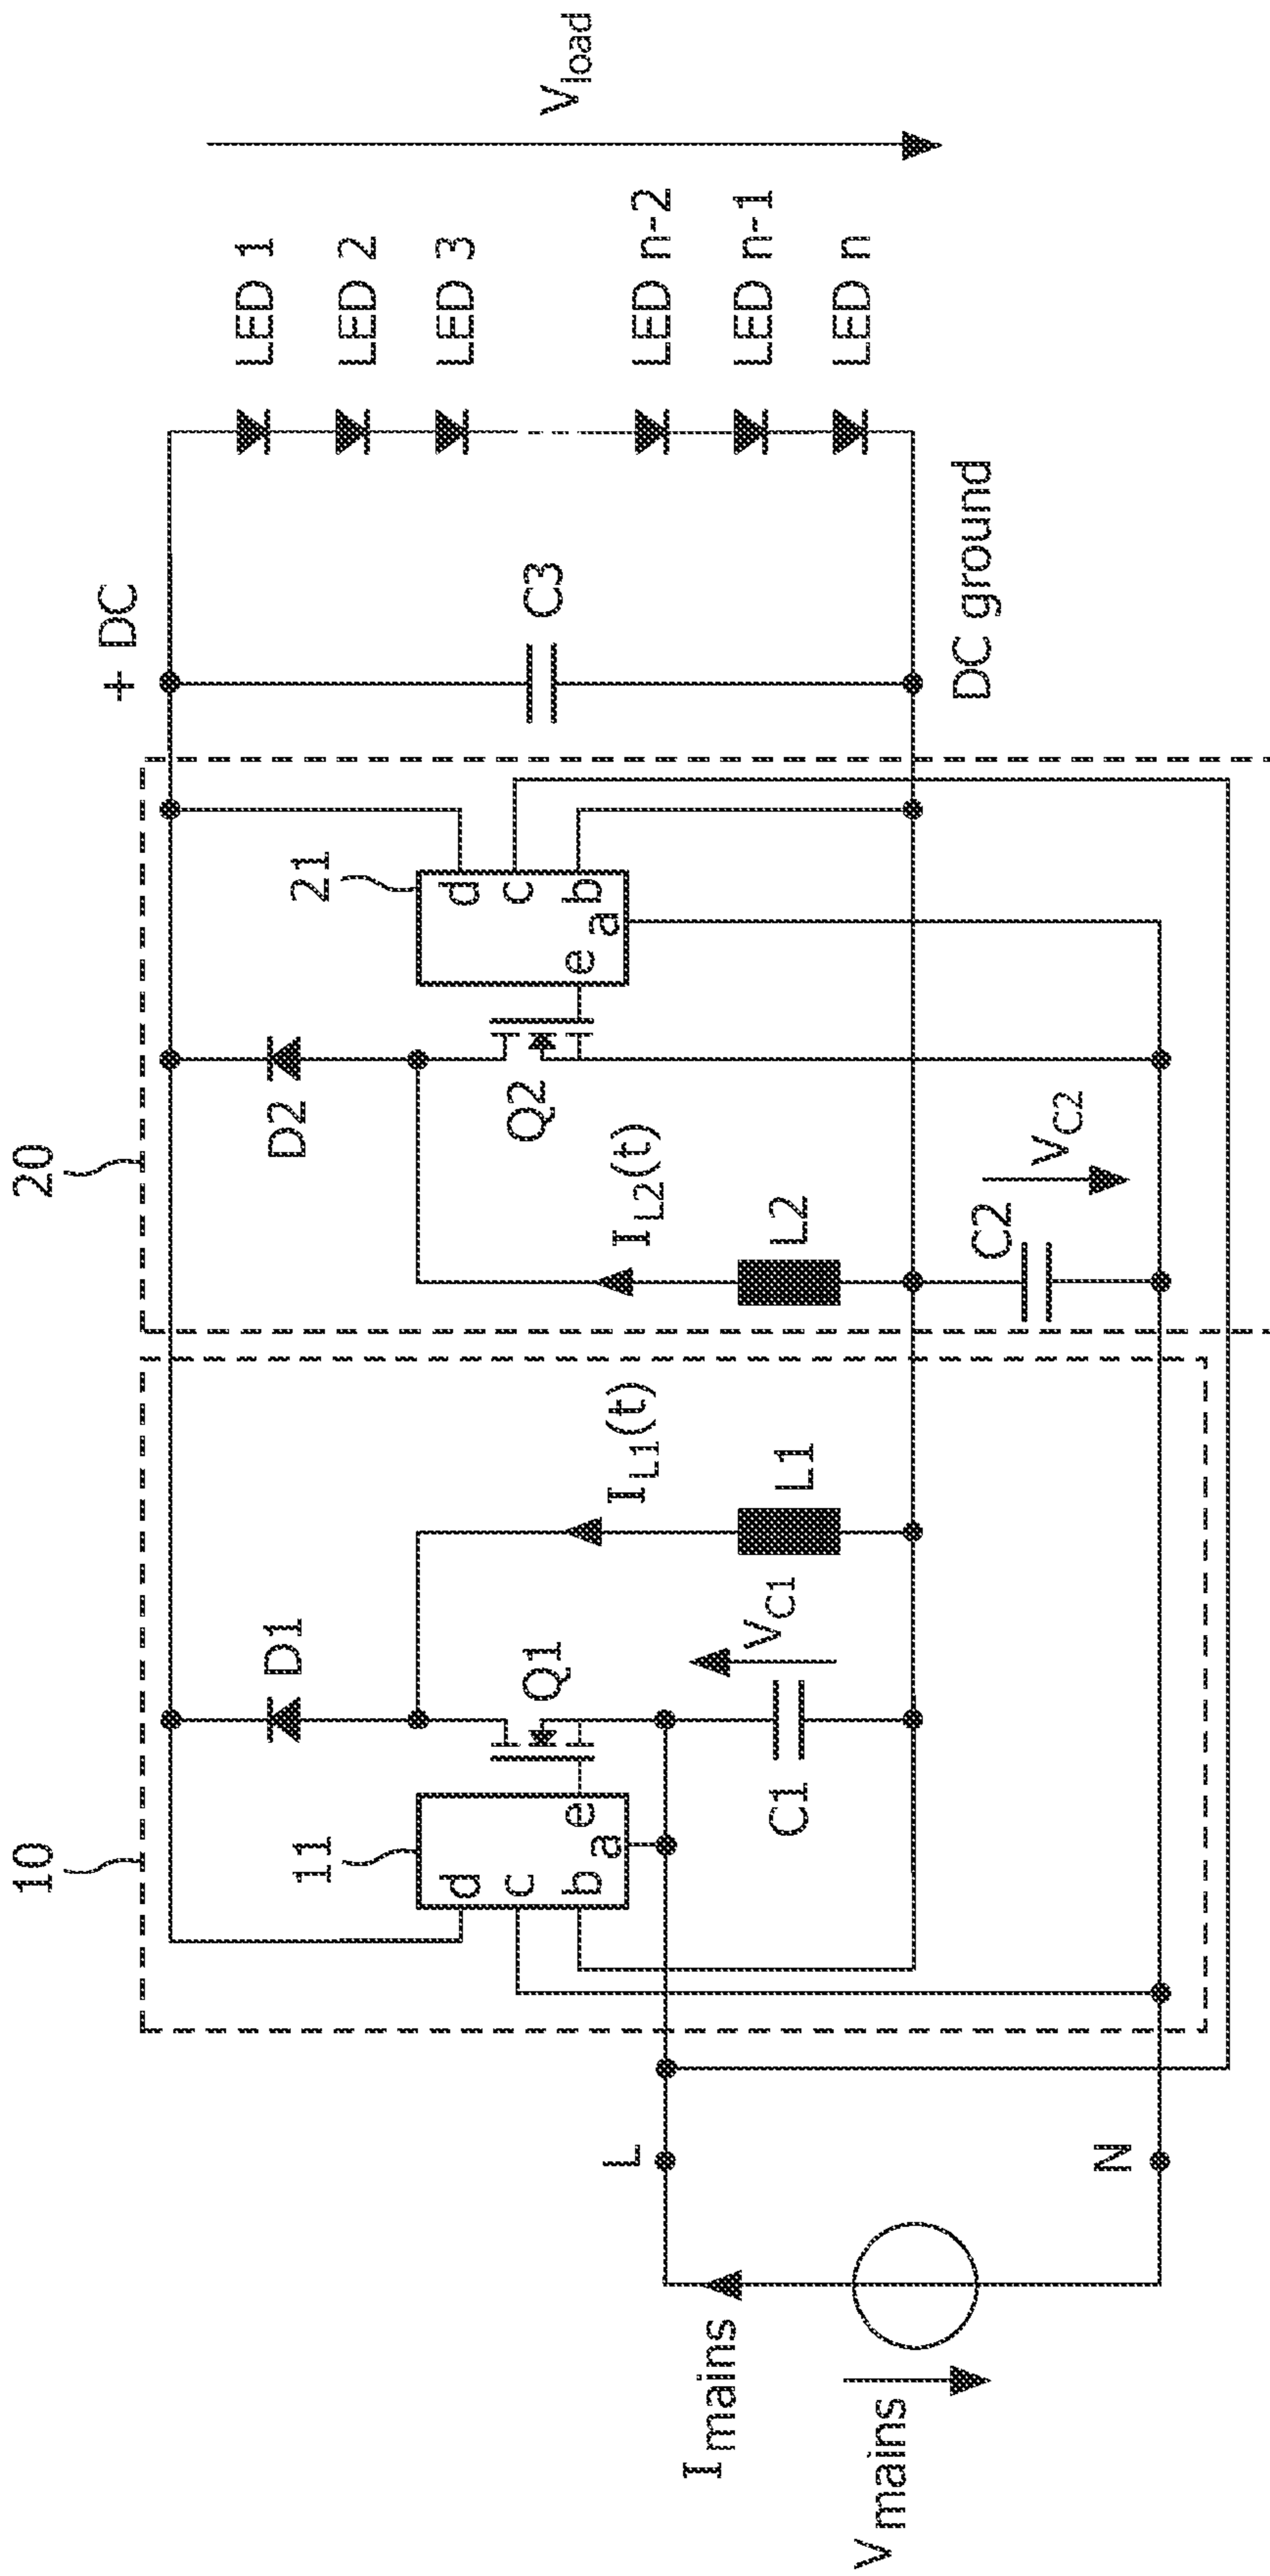 10
20
+ DC
D1
D2
11
21
d
c
b
a
e
d
c
b
a
e
Q1
Q2
I_L1(t)
I_L2(t)
V_C1
C1
L1
L2
C2
V_C2
C3
DC ground
LED 1
LED 2
LED 3
LED n-2
LED n-1
LED n
V_load
L
N
I_mains
V_mains